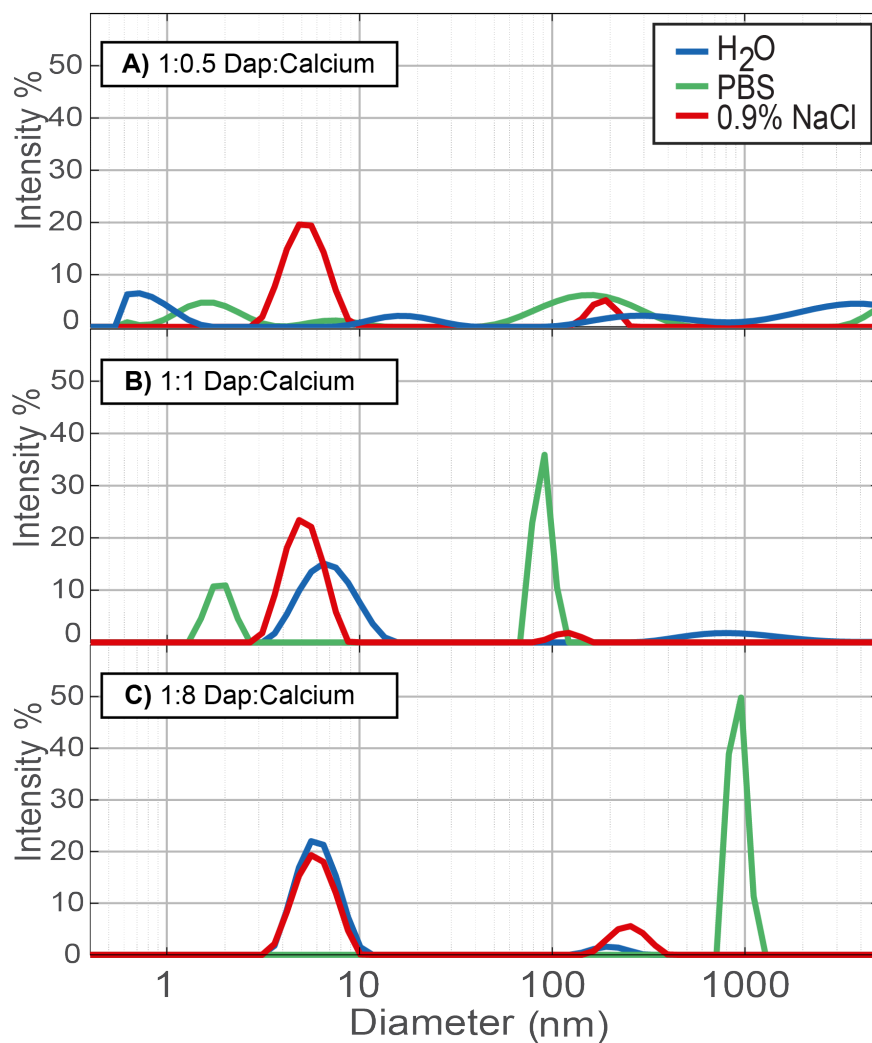 A) 1:0.5 Dap:Calcium
H₂O
PBS
0.9% NaCl
Intensity %
50
40
30
20
10
0
B) 1:1 Dap:Calcium
Intensity %
50
40
30
20
10
0
C) 1:8 Dap:Calcium
Intensity %
50
40
30
20
10
0
1 10 100 1000
Diameter (nm)